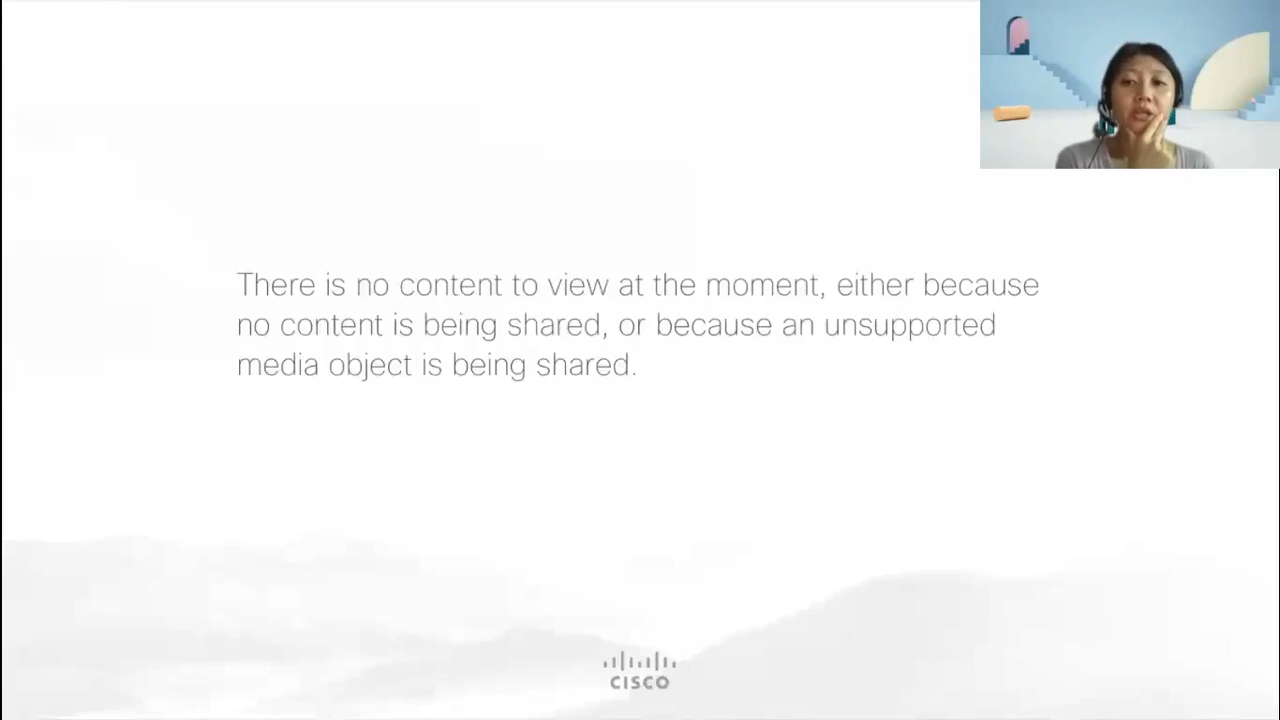 There is no content to view at the moment, either because
no content is being shared, or because an unsupported
media object is being shared.
CISCO